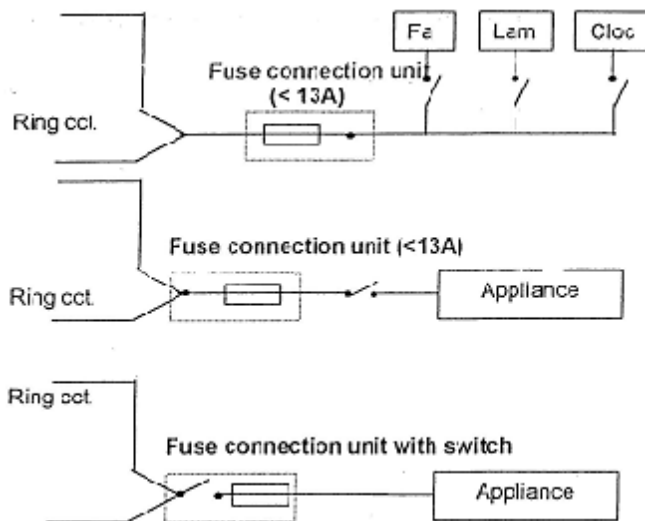 Fa
Lam
Cloc
Fuse connection unit
(< 13A)
Ring cct.
Fuse connection unit (<13A)
Ring cct.
Appliance
Ring cct.
Fuse connection unit with switch
Appliance